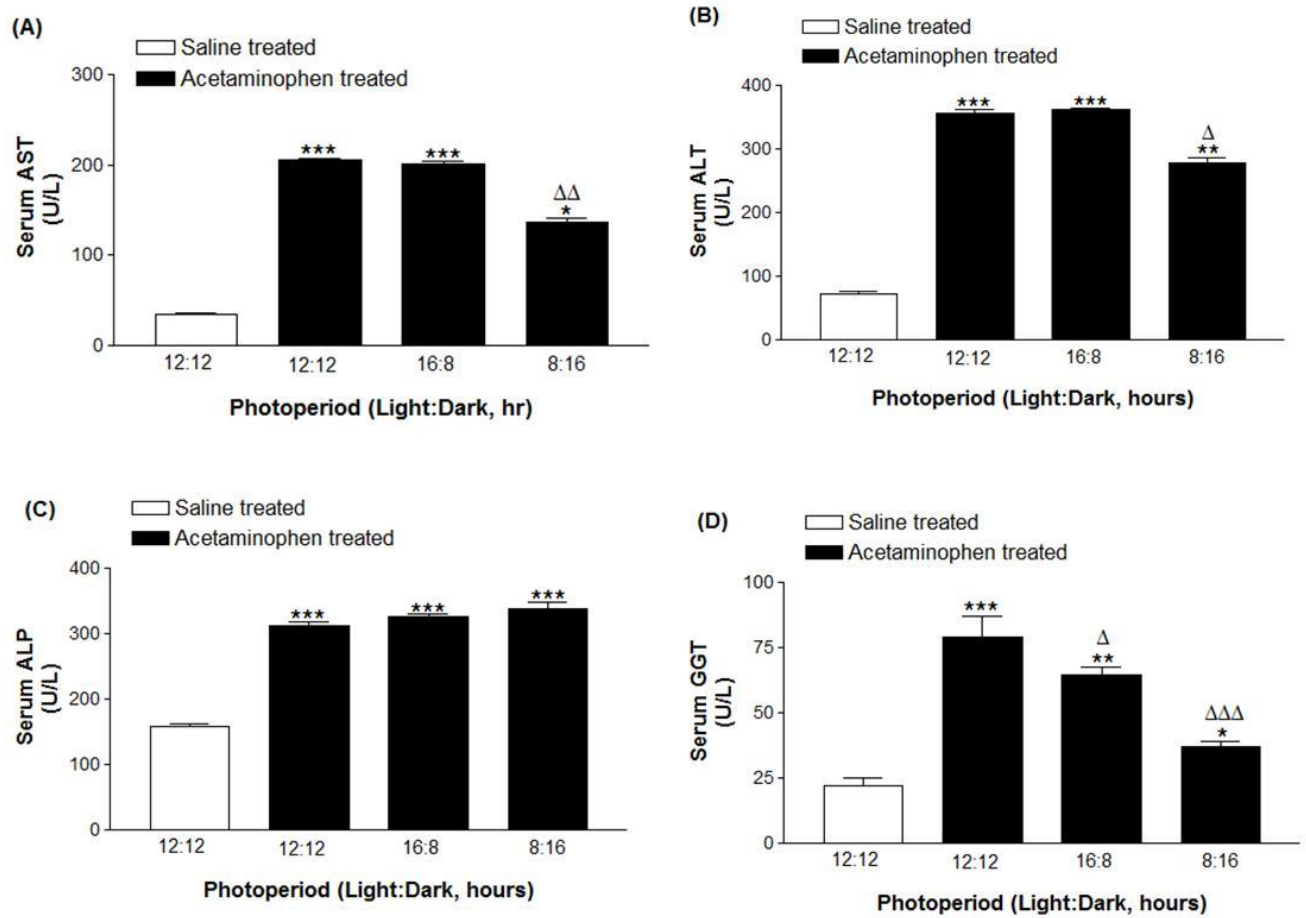 (A)
Saline treated
Acetaminophen treated
300
200
100
0
Serum AST
(U/L)
***
***
ΔΔ
*
12:12
12:12
16:8
8:16
Photoperiod (Light:Dark, hr)
(B)
Saline treated
Acetaminophen treated
400
300
200
100
0
Serum ALT
(U/L)
***
***
Δ
**
12:12
12:12
16:8
8:16
Photoperiod (Light:Dark, hours)
(C)
Saline treated
Acetaminophen treated
400
300
200
100
0
Serum ALP
(U/L)
***
***
***
12:12
12:12
16:8
8:16
Photoperiod (Light:Dark, hours)
(D)
Saline treated
Acetaminophen treated
100
75
50
25
0
Serum GGT
(U/L)
***
Δ
**
ΔΔΔ
*
12:12
12:12
16:8
8:16
Photoperiod (Light:Dark, hours)